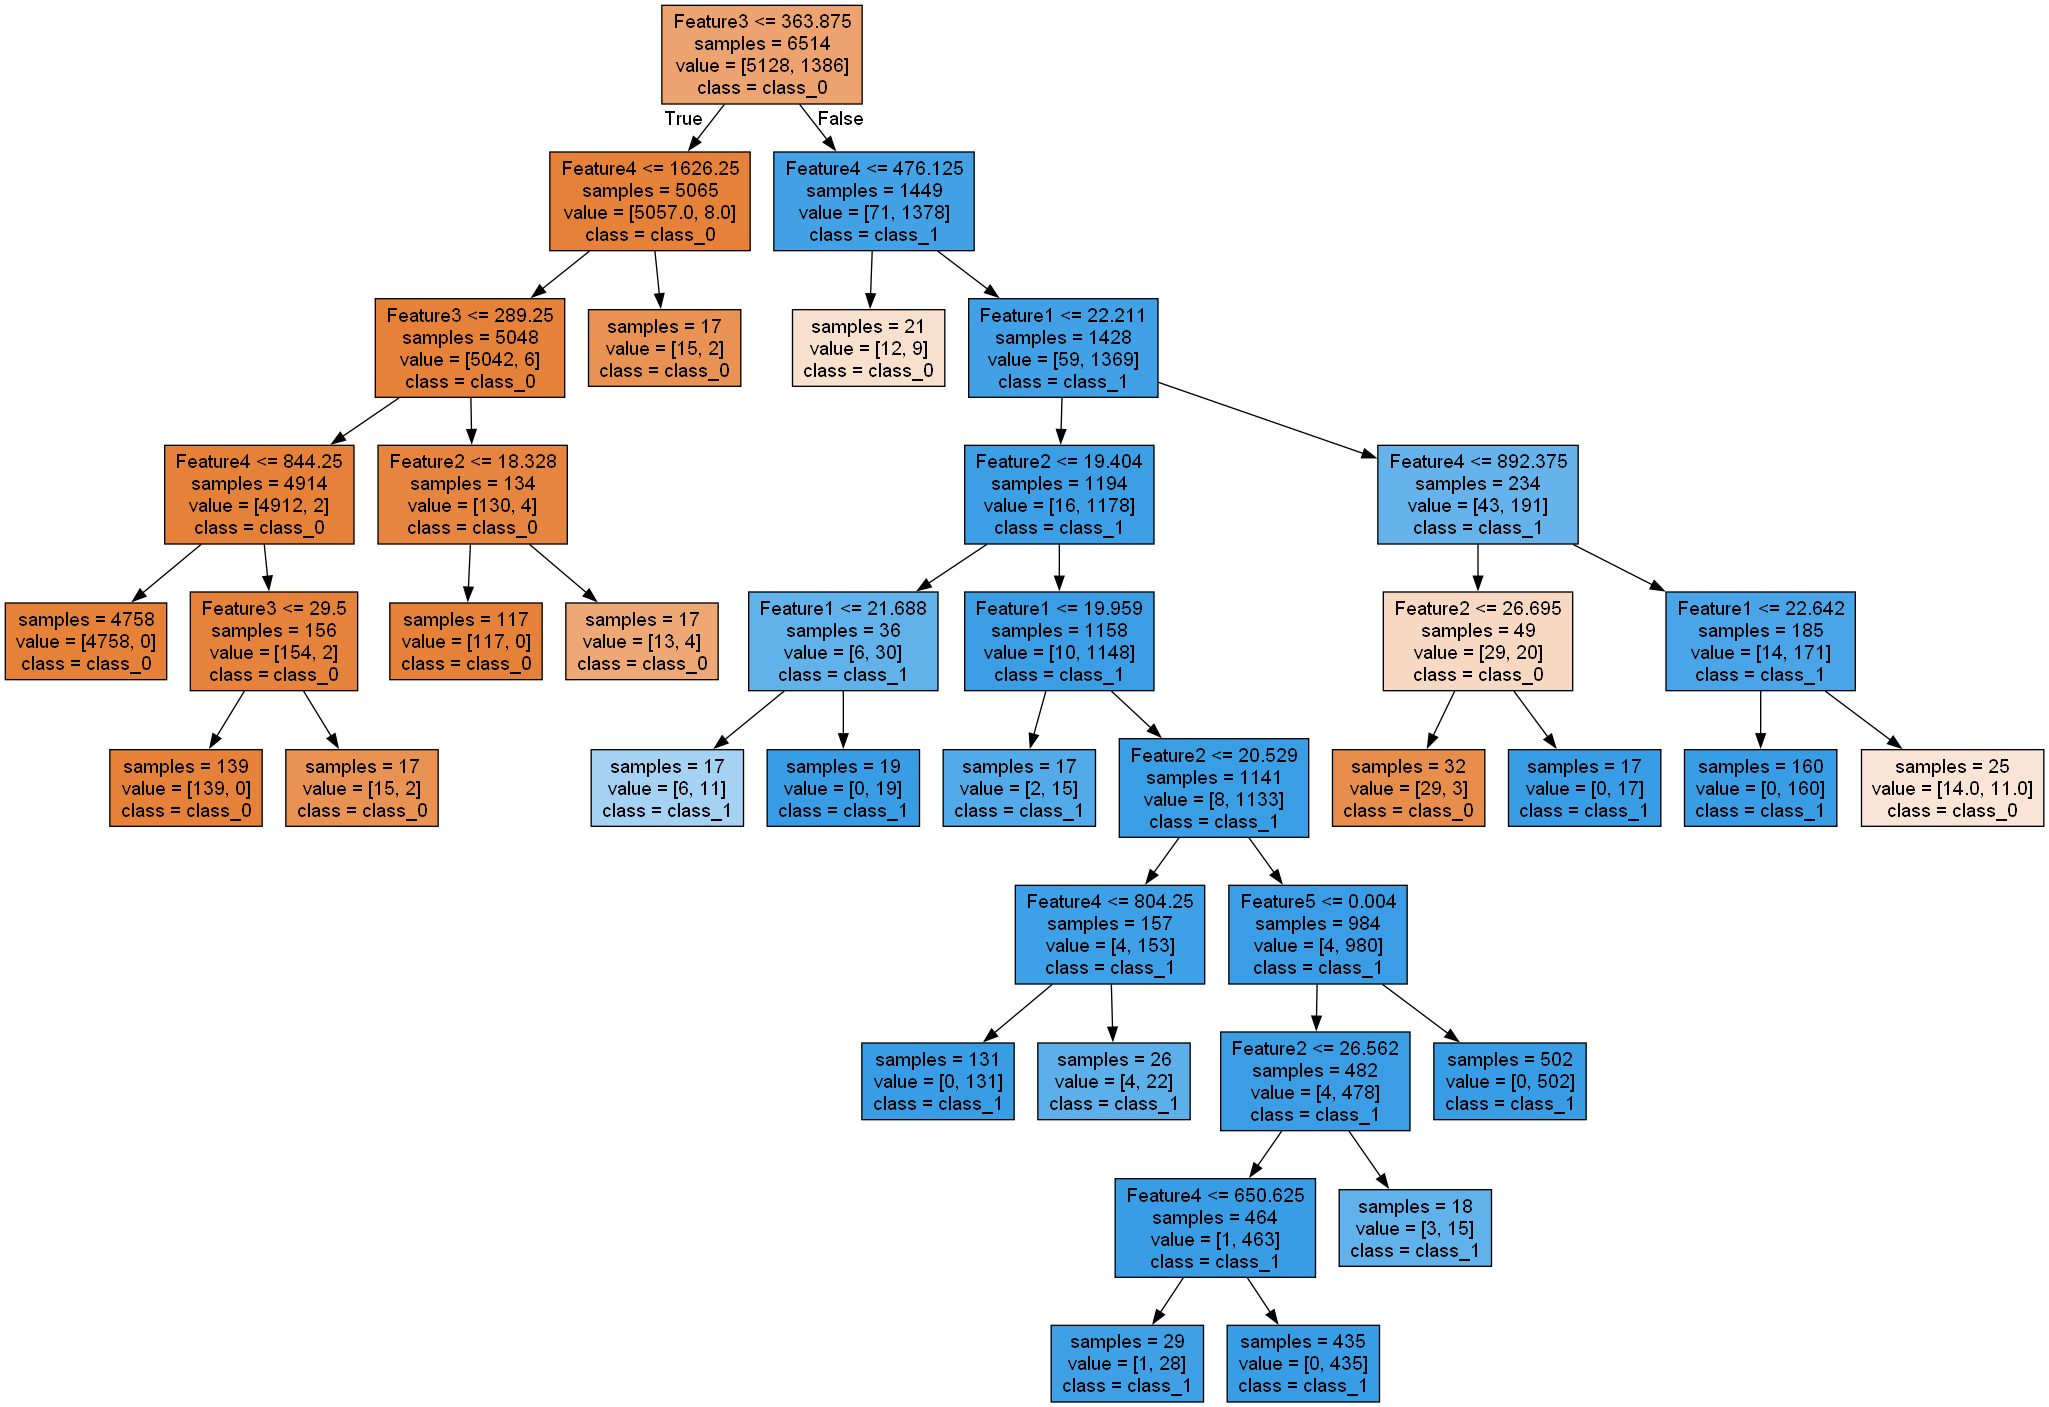 Feature3 <= 363.875
samples = 6514
value = [5128, 1386]
class = class_0
True
False
Feature4 <= 1626.25
samples = 5065
value = [5057.0, 8.0]
class = class_0
Feature4 <= 476.125
samples = 1449
value = [71, 1378]
class = class_1
Feature3 <= 289.25
samples = 5048
value = [5042, 6]
class = class_0
samples = 17
value = [15, 2]
class = class_0
samples = 21
value = [12, 9]
class = class_0
Feature1 <= 22.211
samples = 1428
value = [59, 1369]
class = class_1
Feature4 <= 844.25
samples = 4914
value = [4912, 2]
class = class_0
Feature2 <= 18.328
samples = 134
value = [130, 4]
class = class_0
Feature2 <= 19.404
samples = 1194
value = [16, 1178]
class = class_1
Feature4 <= 892.375
samples = 234
value = [43, 191]
class = class_1
samples = 4758
value = [4758, 0]
class = class_0
Feature3 <= 29.5
samples = 156
value = [154, 2]
class = class_0
samples = 117
value = [117, 0]
class = class_0
samples = 17
value = [13, 4]
class = class_0
Feature1 <= 21.688
samples = 36
value = [6, 30]
class = class_1
Feature1 <= 19.959
samples = 1158
value = [10, 1148]
class = class_1
Feature2 <= 26.695
samples = 49
value = [29, 20]
class = class_0
Feature1 <= 22.642
samples = 185
value = [14, 171]
class = class_1
samples = 139
value = [139, 0]
class = class_0
samples = 17
value = [15, 2]
class = class_0
samples = 17
value = [6, 11]
class = class_1
samples = 19
value = [0, 19]
class = class_1
samples = 17
value = [2, 15]
class = class_1
Feature2 <= 20.529
samples = 1141
value = [8, 1133]
class = class_1
samples = 32
value = [29, 3]
class = class_0
samples = 17
value = [0, 17]
class = class_1
samples = 160
value = [0, 160]
class = class_1
samples = 25
value = [14.0, 11.0]
class = class_0
Feature4 <= 804.25
samples = 157
value = [4, 153]
class = class_1
Feature5 <= 0.004
samples = 984
value = [4, 980]
class = class_1
samples = 131
value = [0, 131]
class = class_1
samples = 26
value = [4, 22]
class = class_1
Feature2 <= 26.562
samples = 482
value = [4, 478]
class = class_1
samples = 502
value = [0, 502]
class = class_1
Feature4 <= 650.625
samples = 464
value = [1, 463]
class = class_1
samples = 18
value = [3, 15]
class = class_1
samples = 29
value = [1, 28]
class = class_1
samples = 435
value = [0, 435]
class = class_1